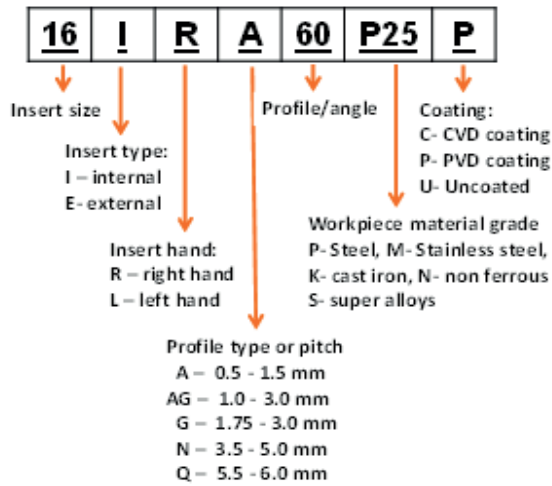 16 I R A 60 P25 P
Insert size
Profile/angle
Coating:
C- CVD coating
P- PVD coating
U- Uncoated
Insert type:
I – internal
E- external
Workpiece material grade
P- Steel, M- Stainless steel,
K- cast iron, N- non ferrous
S- super alloys
Insert hand:
R – right hand
L – left hand
Profile type or pitch
A – 0.5 - 1.5 mm
AG – 1.0 - 3.0 mm
G – 1.75 - 3.0 mm
N – 3.5 - 5.0 mm
Q – 5.5 - 6.0 mm